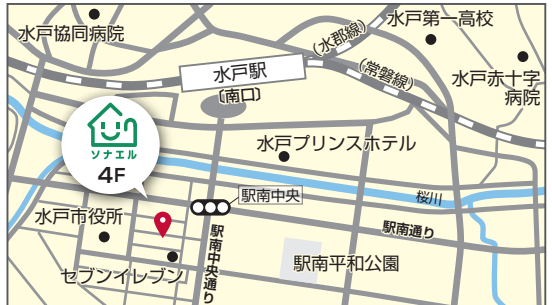 水戸協同病院
(水郡線)
水戸第一高校
水戸駅
〔南口〕
(常磐線)
水戸赤十字
病院
ソナエル
4F
水戸プリンスホテル
駅南中央
桜川
水戸市役所
駅南通り
駅南中央通り
セブンイレブン
駅南平和公園